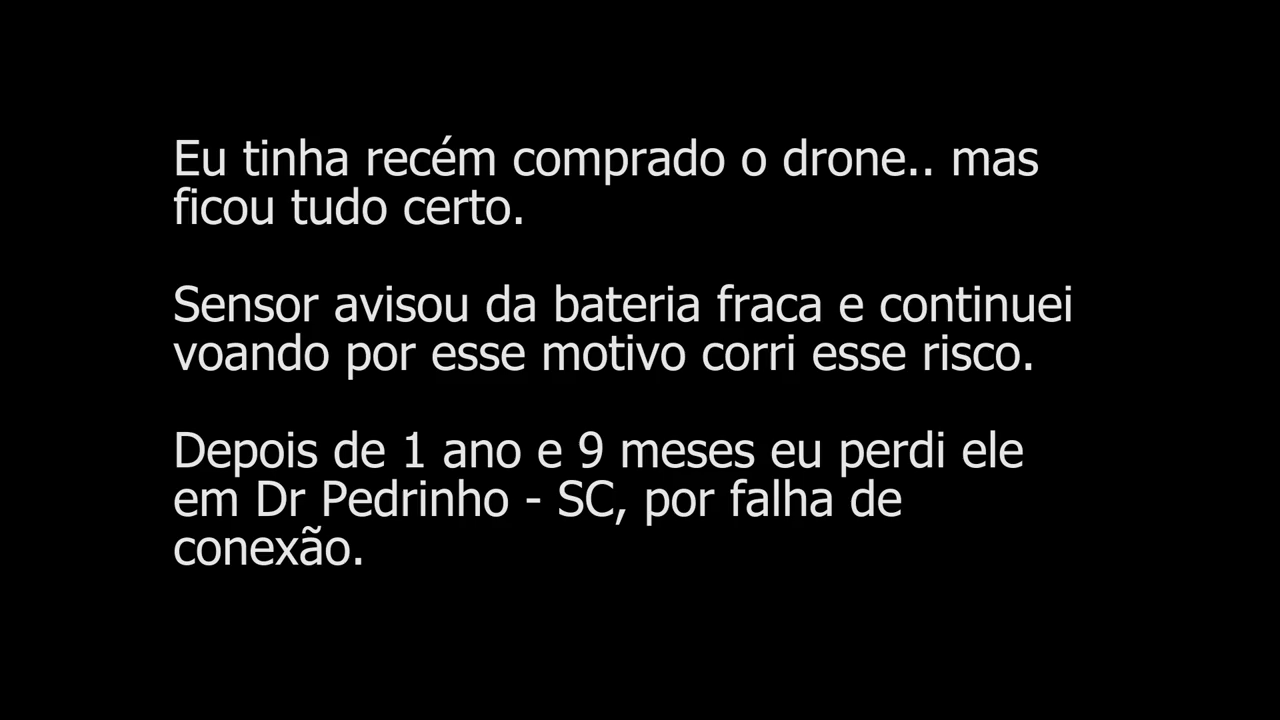 Eu tinha recém comprado o drone.. mas
ficou tudo certo.
Sensor avisou da bateria fraca e continuei
voando por esse motivo corri esse risco.
Depois de 1 ano e 9 meses eu perdi ele
em Dr Pedrinho - SC, por falha de
conexão.